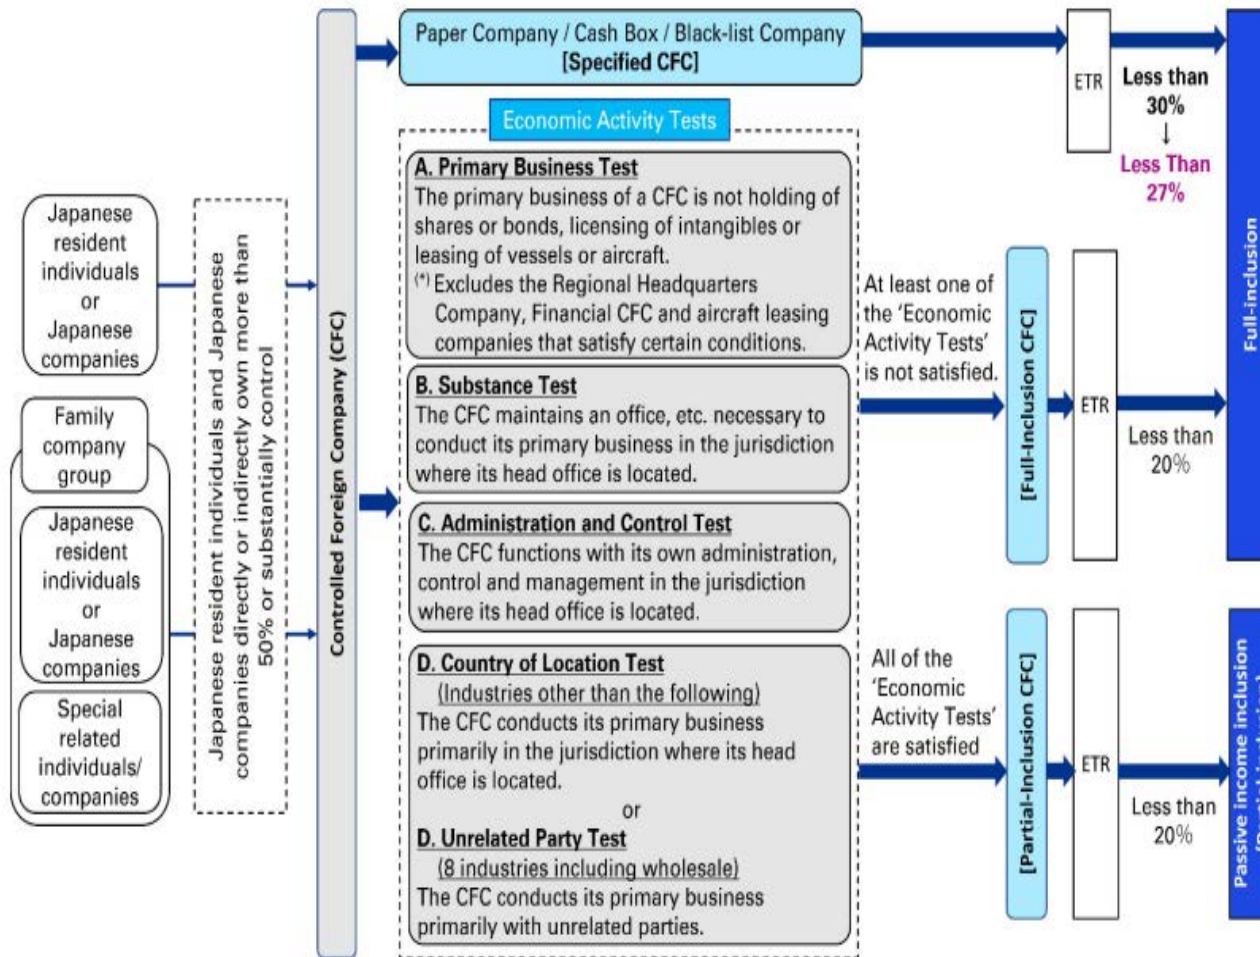 Paper Company / Cash Box / Black-list Company
[Specified CFC]
ETR
Less than
30%
↓
Less Than
27%
Full-inclusion
Japanese
resident
individuals
or
Japanese
companies
Family
company
group
Japanese
resident
individuals
or
Japanese
companies
Special
related
individuals/
companies
Japanese resident individuals and Japanese
companies directly or indirectly own more than
50% or substantially control
Controlled Foreign Company (CFC)
Economic Activity Tests
A. Primary Business Test
The primary business of a CFC is not holding of
shares or bonds, licensing of intangibles or
leasing of vessels or aircraft.
(*) Excludes the Regional Headquarters
Company, Financial CFC and aircraft leasing
companies that satisfy certain conditions.
B. Substance Test
The CFC maintains an office, etc. necessary to
conduct its primary business in the jurisdiction
where its head office is located.
C. Administration and Control Test
The CFC functions with its own administration,
control and management in the jurisdiction
where its head office is located.
D. Country of Location Test
(Industries other than the following)
The CFC conducts its primary business
primarily in the jurisdiction where its head
office is located.
or
D. Unrelated Party Test
(8 industries including wholesale)
The CFC conducts its primary business
primarily with unrelated parties.
At least one of
the 'Economic
Activity Tests'
is not satisfied.
[Full-Inclusion CFC]
ETR
Less than
20%
All of the
'Economic
Activity Tests'
are satisfied
[Partial-Inclusion CFC]
ETR
Less than
20%
Passive income inclusion